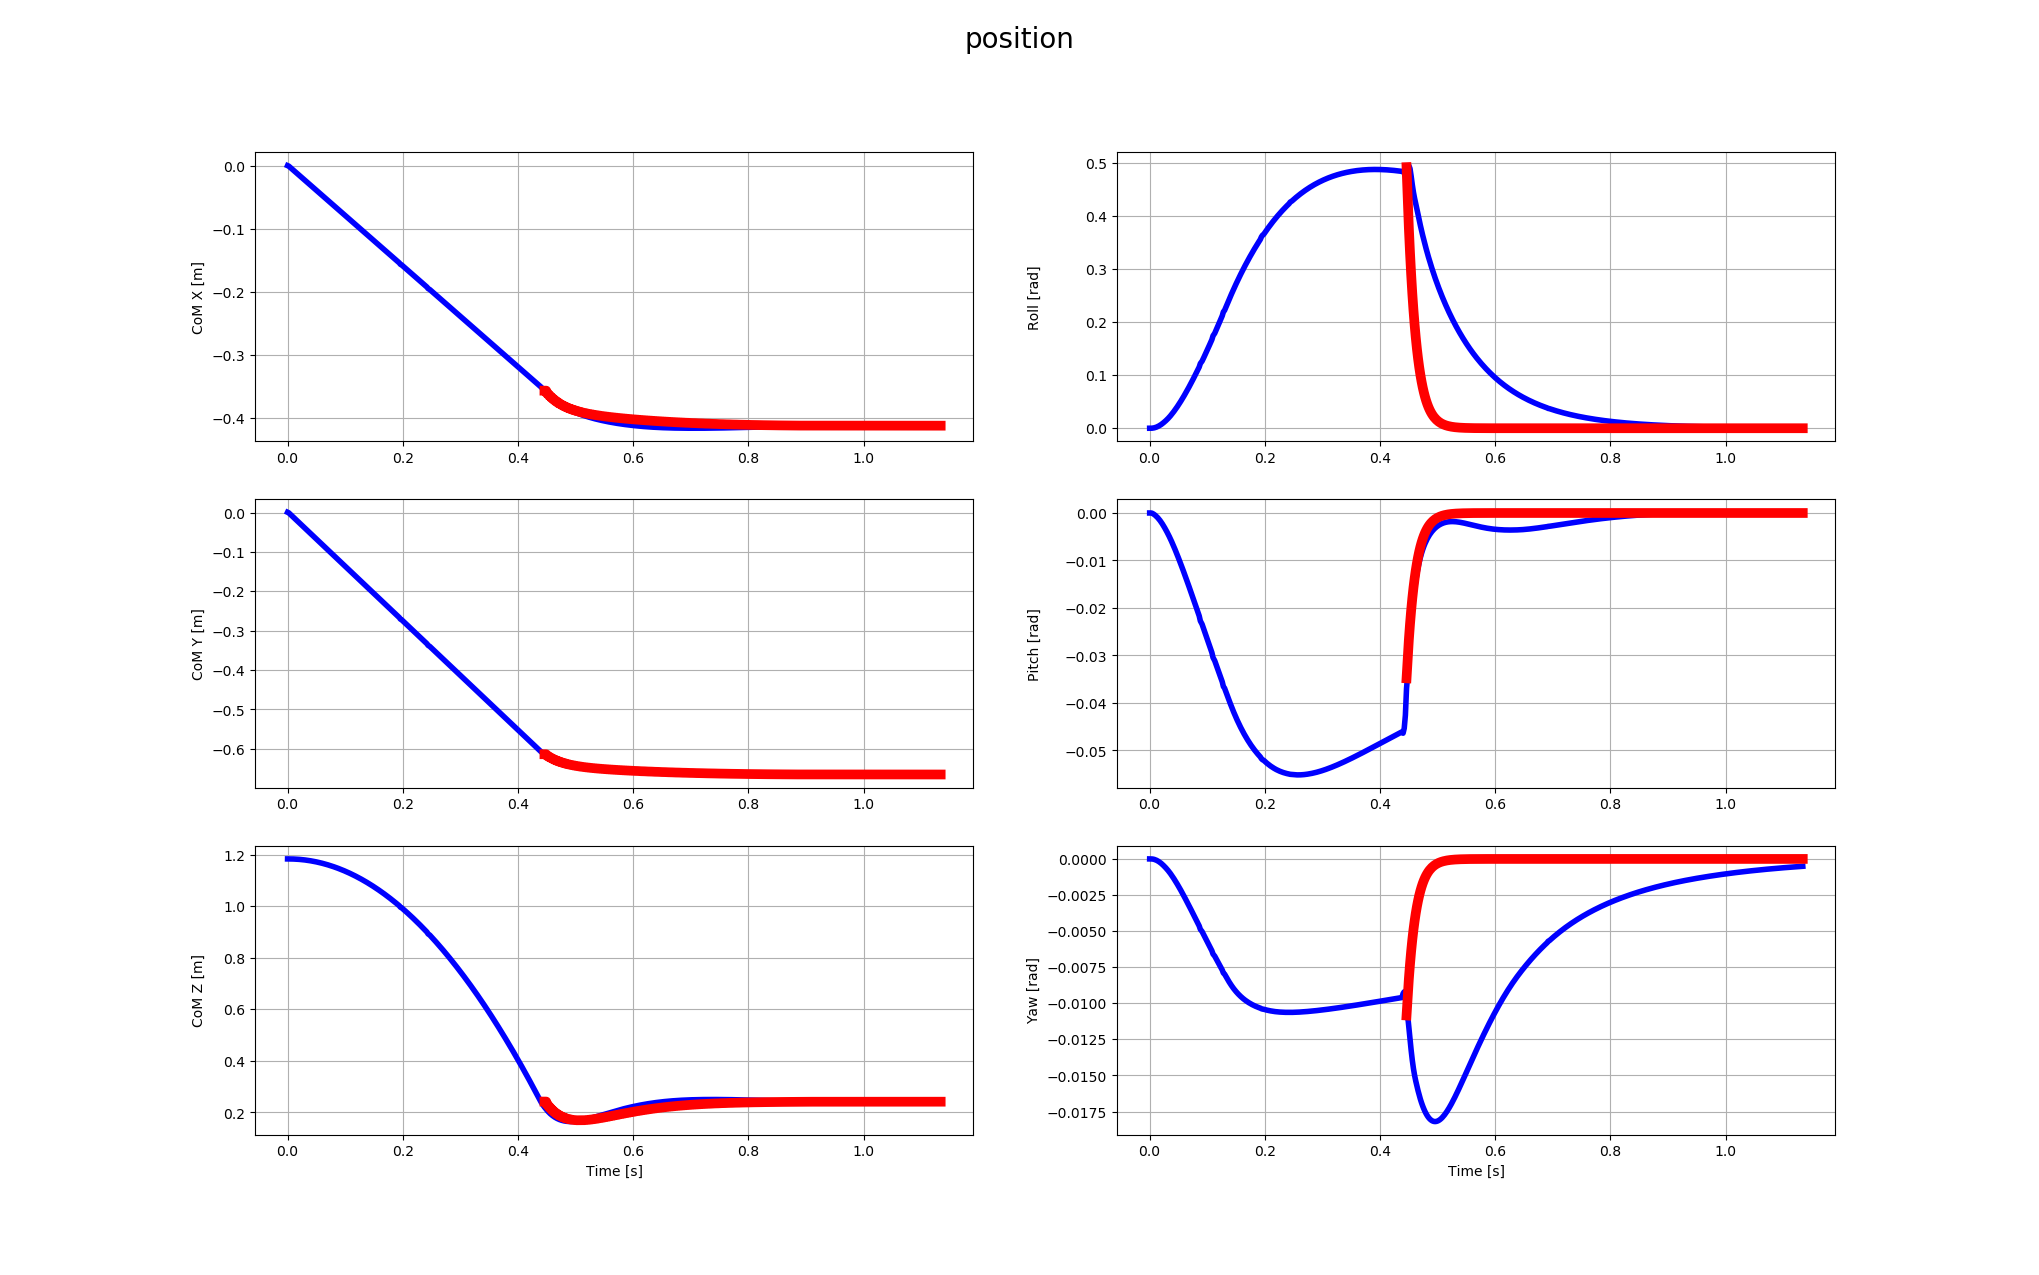 position
CoM X [m]
0.0
−0.1
−0.2
−0.3
−0.4
0.0 0.2 0.4 0.6 0.8 1.0
Roll [rad]
0.5
0.4
0.3
0.2
0.1
0.0
0.0 0.2 0.4 0.6 0.8 1.0
CoM Y [m]
0.0
−0.1
−0.2
−0.3
−0.4
−0.5
−0.6
0.0 0.2 0.4 0.6 0.8 1.0
Pitch [rad]
0.00
−0.01
−0.02
−0.03
−0.04
−0.05
0.0 0.2 0.4 0.6 0.8 1.0
CoM Z [m]
1.2
1.0
0.8
0.6
0.4
0.2
0.0 0.2 0.4 0.6 0.8 1.0
Time [s]
Yaw [rad]
0.0000
−0.0025
−0.0050
−0.0075
−0.0100
−0.0125
−0.0150
−0.0175
0.0 0.2 0.4 0.6 0.8 1.0
Time [s]